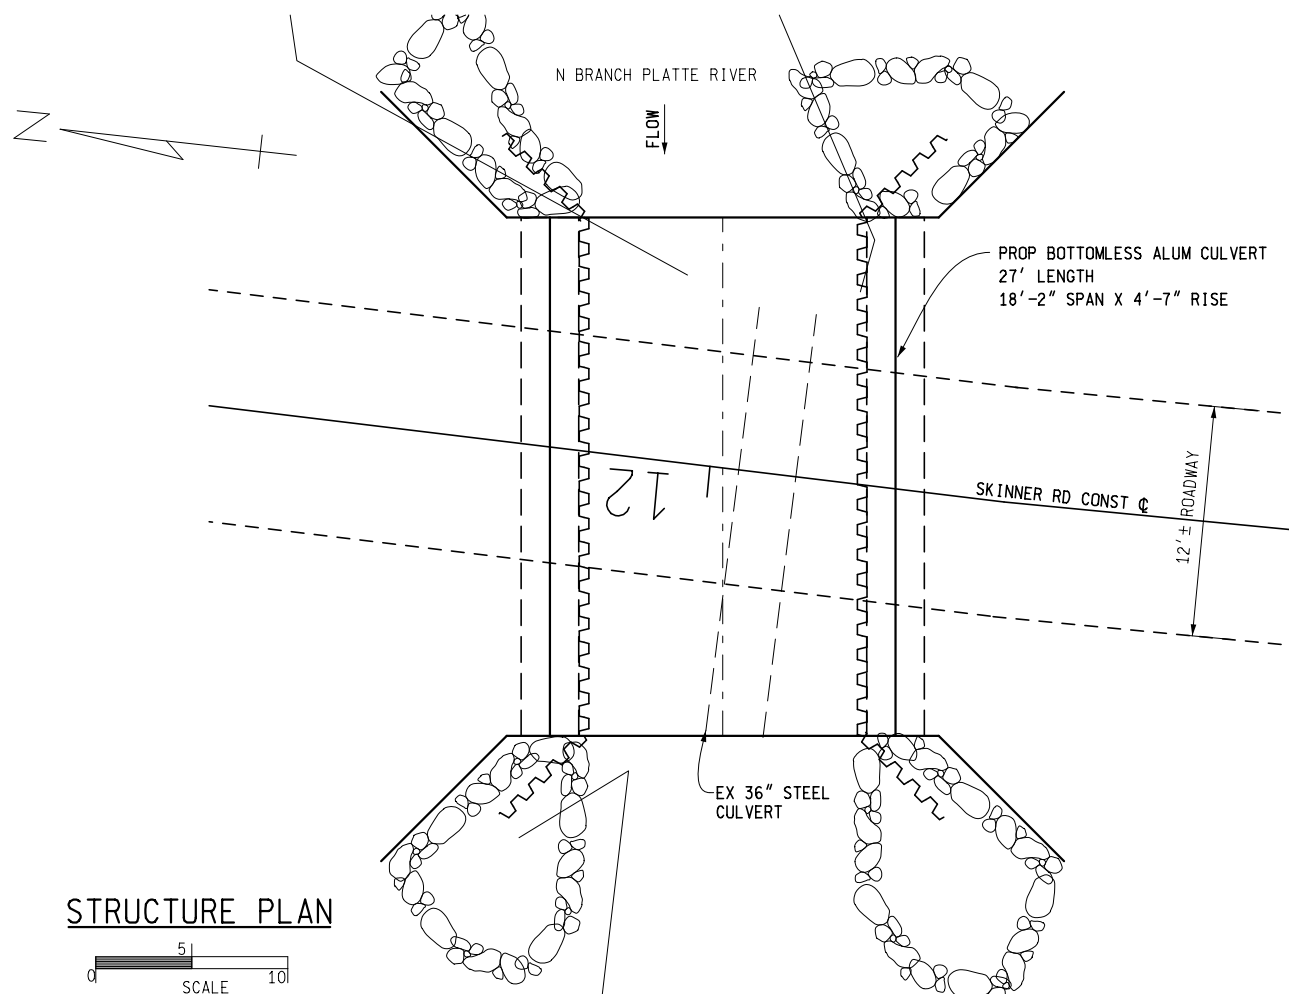 N BRANCH PLATTE RIVER
FLOW
N
PROP BOTTOMLESS ALUM CULVERT
27' LENGTH
18'-2" SPAN X 4'-7" RISE
12
SKINNER RD CONST ℄
12'± ROADWAY
EX 36" STEEL
CULVERT
STRUCTURE PLAN
0 5 10
SCALE